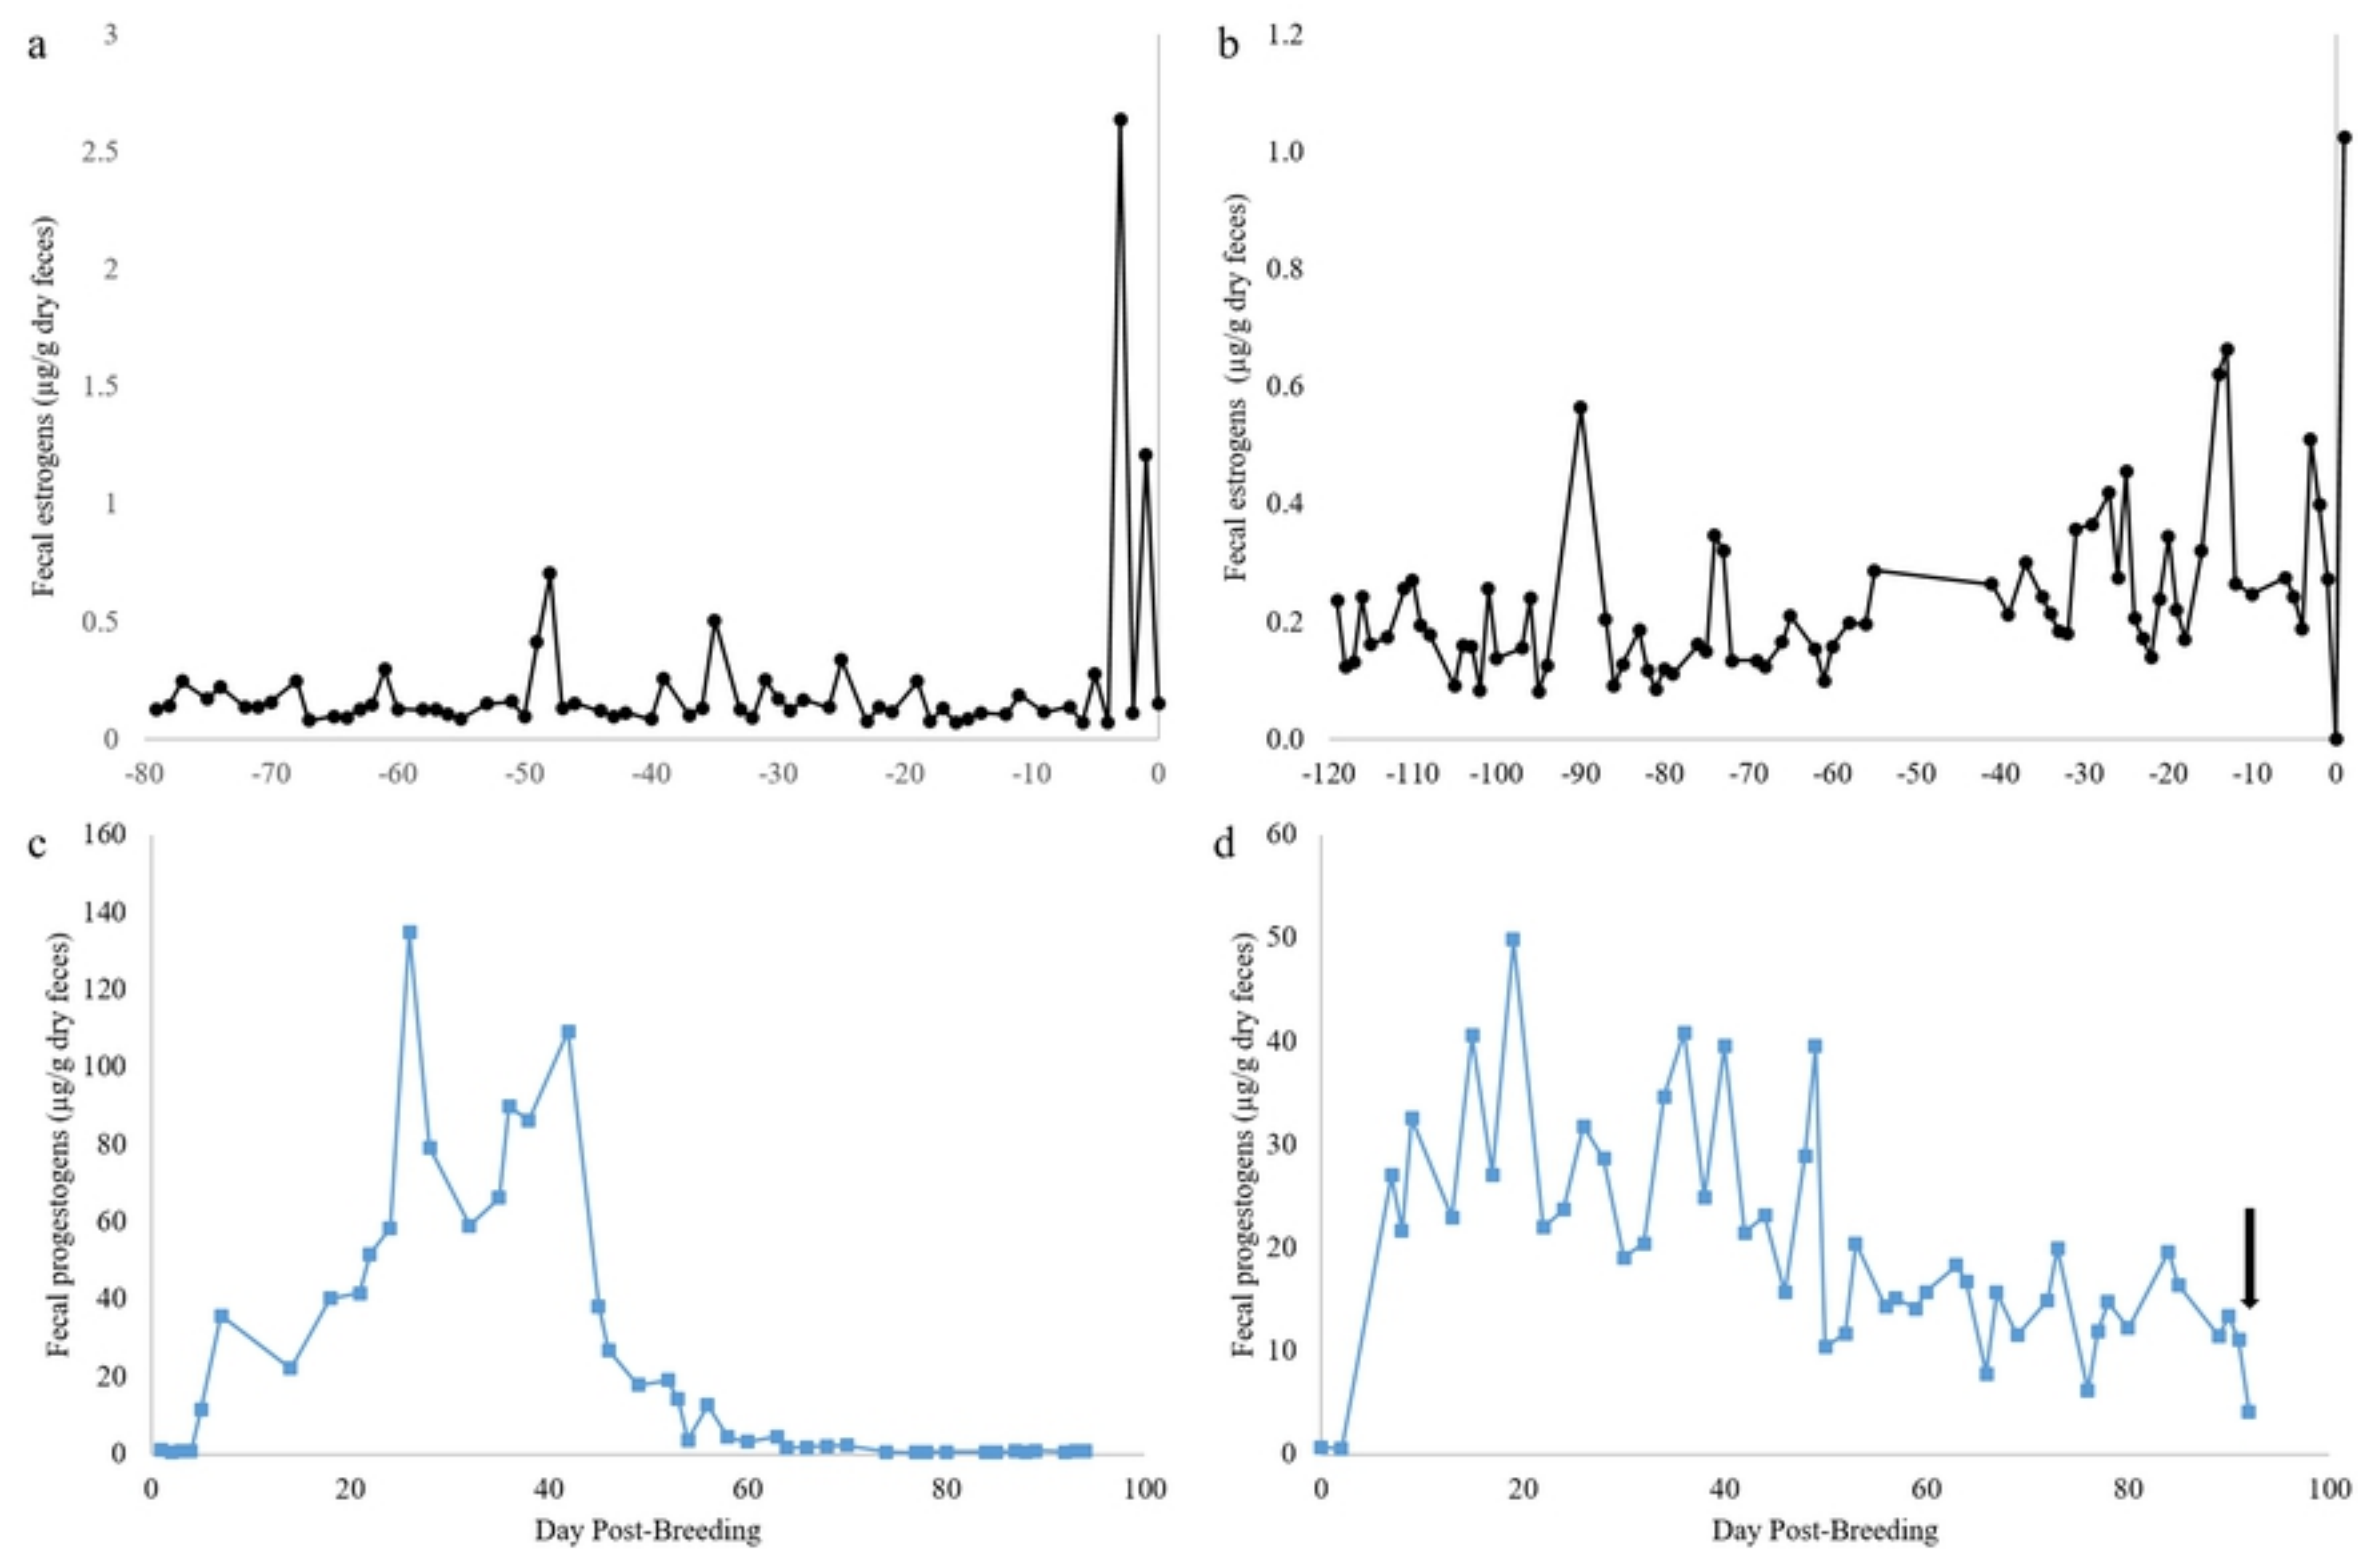 a
3
2.5
2
1.5
1
0.5
0
Fecal estrogens (µg/g dry feces)
-80 -70 -60 -50 -40 -30 -20 -10 0
b
1.2
1.0
0.8
0.6
0.4
0.2
0.0
Fecal estrogens (µg/g dry feces)
-120 -110 -100 -90 -80 -70 -60 -50 -40 -30 -20 -10 0
c
160
140
120
100
80
60
40
20
0
Fecal progestogens (µg/g dry feces)
0 20 40 60 80 100
Day Post-Breeding
d
60
50
40
30
20
10
0
Fecal progestogens (µg/g dry feces)
0 20 40 60 80 100
Day Post-Breeding